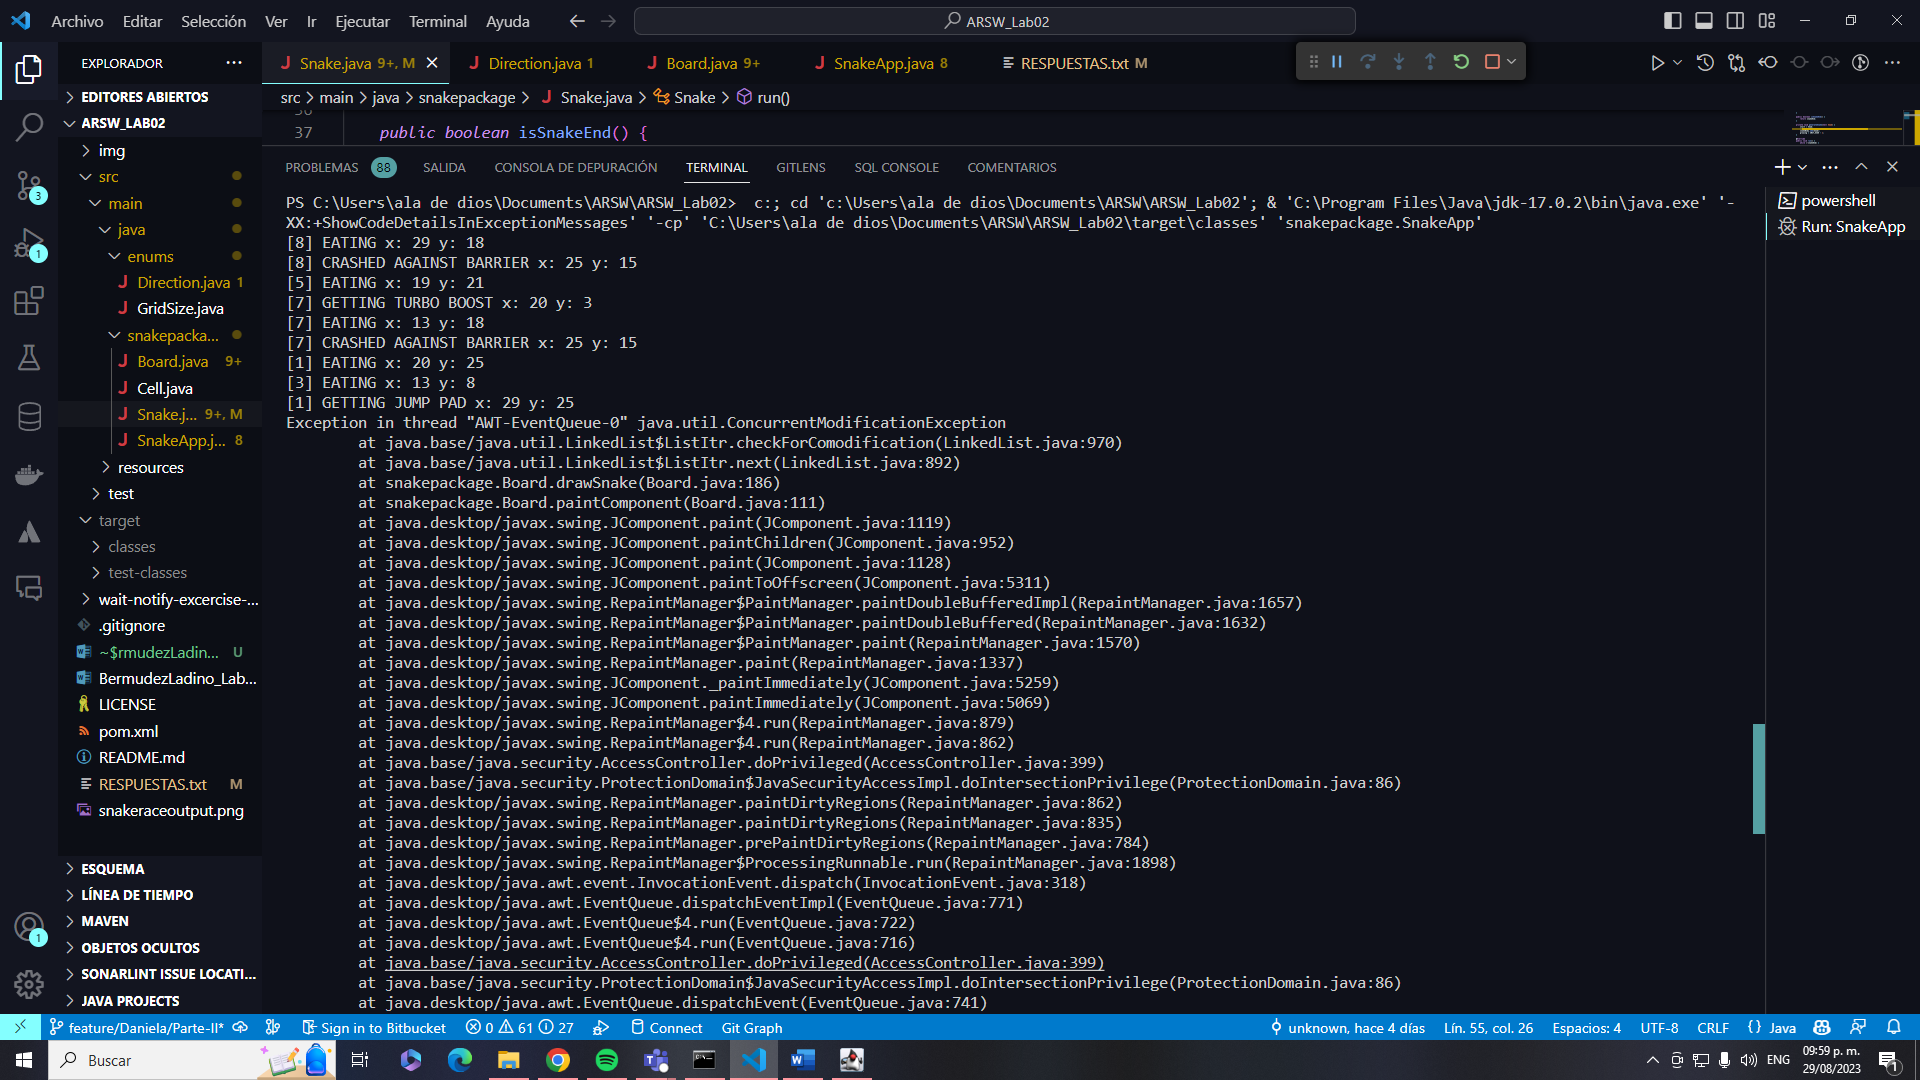 Archivo Editar Selección Ver Ir Ejecutar Terminal Ayuda ARSW_Lab02
EXPLORADOR
Snake.java 9+, M Direction.java 1 Board.java 9+ SnakeApp.java 8 RESPUESTAS.txt M
src > main > java > snakepackage > Snake.java > Snake > run()
EDITORES ABIERTOS
ARSW_LAB02
img
src
main
java
enums
Direction.java 1
GridSize.java
snakepacka...
Board.java 9+
Cell.java
Snake.j... 9+, M
SnakeApp.j... 8
resources
test
target
classes
test-classes
wait-notify-excercise-...
.gitignore
~$rmudezLadin... U
BermudezLadino_Lab...
LICENSE
pom.xml
README.md
RESPUESTAS.txt M
snakeraceoutput.png
ESQUEMA
LÍNEA DE TIEMPO
MAVEN
OBJETOS OCULTOS
SONARLINT ISSUE LOCATI...
JAVA PROJECTS
3
1
1
36
37 public boolean isSnakeEnd() {
PROBLEMAS 88 SALIDA CONSOLA DE DEPURACIÓN TERMINAL GITLENS SQL CONSOLE COMENTARIOS
powershell
Run: SnakeApp
PS C:\Users\ala de dios\Documents\ARSW\ARSW_Lab02>  c:; cd 'c:\Users\ala de dios\Documents\ARSW\ARSW_Lab02'; & 'C:\Program Files\Java\jdk-17.0.2\bin\java.exe' '-
XX:+ShowCodeDetailsInExceptionMessages' '-cp' 'C:\Users\ala de dios\Documents\ARSW\ARSW_Lab02\target\classes' 'snakepackage.SnakeApp'
[8] EATING x: 29 y: 18
[8] CRASHED AGAINST BARRIER x: 25 y: 15
[5] EATING x: 19 y: 21
[7] GETTING TURBO BOOST x: 20 y: 3
[7] EATING x: 13 y: 18
[7] CRASHED AGAINST BARRIER x: 25 y: 15
[1] EATING x: 20 y: 25
[3] EATING x: 13 y: 8
[1] GETTING JUMP PAD x: 29 y: 25
Exception in thread "AWT-EventQueue-0" java.util.ConcurrentModificationException
at java.base/java.util.LinkedList$ListItr.checkForComodification(LinkedList.java:970)
at java.base/java.util.LinkedList$ListItr.next(LinkedList.java:892)
at snakepackage.Board.drawSnake(Board.java:186)
at snakepackage.Board.paintComponent(Board.java:111)
at java.desktop/javax.swing.JComponent.paint(JComponent.java:1119)
at java.desktop/javax.swing.JComponent.paintChildren(JComponent.java:952)
at java.desktop/javax.swing.JComponent.paint(JComponent.java:1128)
at java.desktop/javax.swing.JComponent.paintToOffscreen(JComponent.java:5311)
at java.desktop/javax.swing.RepaintManager$PaintManager.paintDoubleBufferedImpl(RepaintManager.java:1657)
at java.desktop/javax.swing.RepaintManager$PaintManager.paintDoubleBuffered(RepaintManager.java:1632)
at java.desktop/javax.swing.RepaintManager$PaintManager.paint(RepaintManager.java:1570)
at java.desktop/javax.swing.RepaintManager.paint(RepaintManager.java:1337)
at java.desktop/javax.swing.JComponent._paintImmediately(JComponent.java:5259)
at java.desktop/javax.swing.JComponent.paintImmediately(JComponent.java:5069)
at java.desktop/javax.swing.RepaintManager$4.run(RepaintManager.java:879)
at java.desktop/javax.swing.RepaintManager$4.run(RepaintManager.java:862)
at java.base/java.security.AccessController.doPrivileged(AccessController.java:399)
at java.base/java.security.ProtectionDomain$JavaSecurityAccessImpl.doIntersectionPrivilege(ProtectionDomain.java:86)
at java.desktop/javax.swing.RepaintManager.paintDirtyRegions(RepaintManager.java:862)
at java.desktop/javax.swing.RepaintManager.paintDirtyRegions(RepaintManager.java:835)
at java.desktop/javax.swing.RepaintManager.prePaintDirtyRegions(RepaintManager.java:784)
at java.desktop/javax.swing.RepaintManager$ProcessingRunnable.run(RepaintManager.java:1898)
at java.desktop/java.awt.event.InvocationEvent.dispatch(InvocationEvent.java:318)
at java.desktop/java.awt.EventQueue.dispatchEventImpl(EventQueue.java:771)
at java.desktop/java.awt.EventQueue$4.run(EventQueue.java:722)
at java.desktop/java.awt.EventQueue$4.run(EventQueue.java:716)
at java.base/java.security.AccessController.doPrivileged(AccessController.java:399)
at java.base/java.security.ProtectionDomain$JavaSecurityAccessImpl.doIntersectionPrivilege(ProtectionDomain.java:86)
at java.desktop/java.awt.EventQueue.dispatchEvent(EventQueue.java:741)
feature/Daniela/Parte-II* Sign in to Bitbucket 0 61 27 Connect Git Graph unknown, hace 4 días Lín. 55, col. 26 Espacios: 4 UTF-8 CRLF {} Java
Buscar ENG 09:59 p. m.
29/08/2023 1